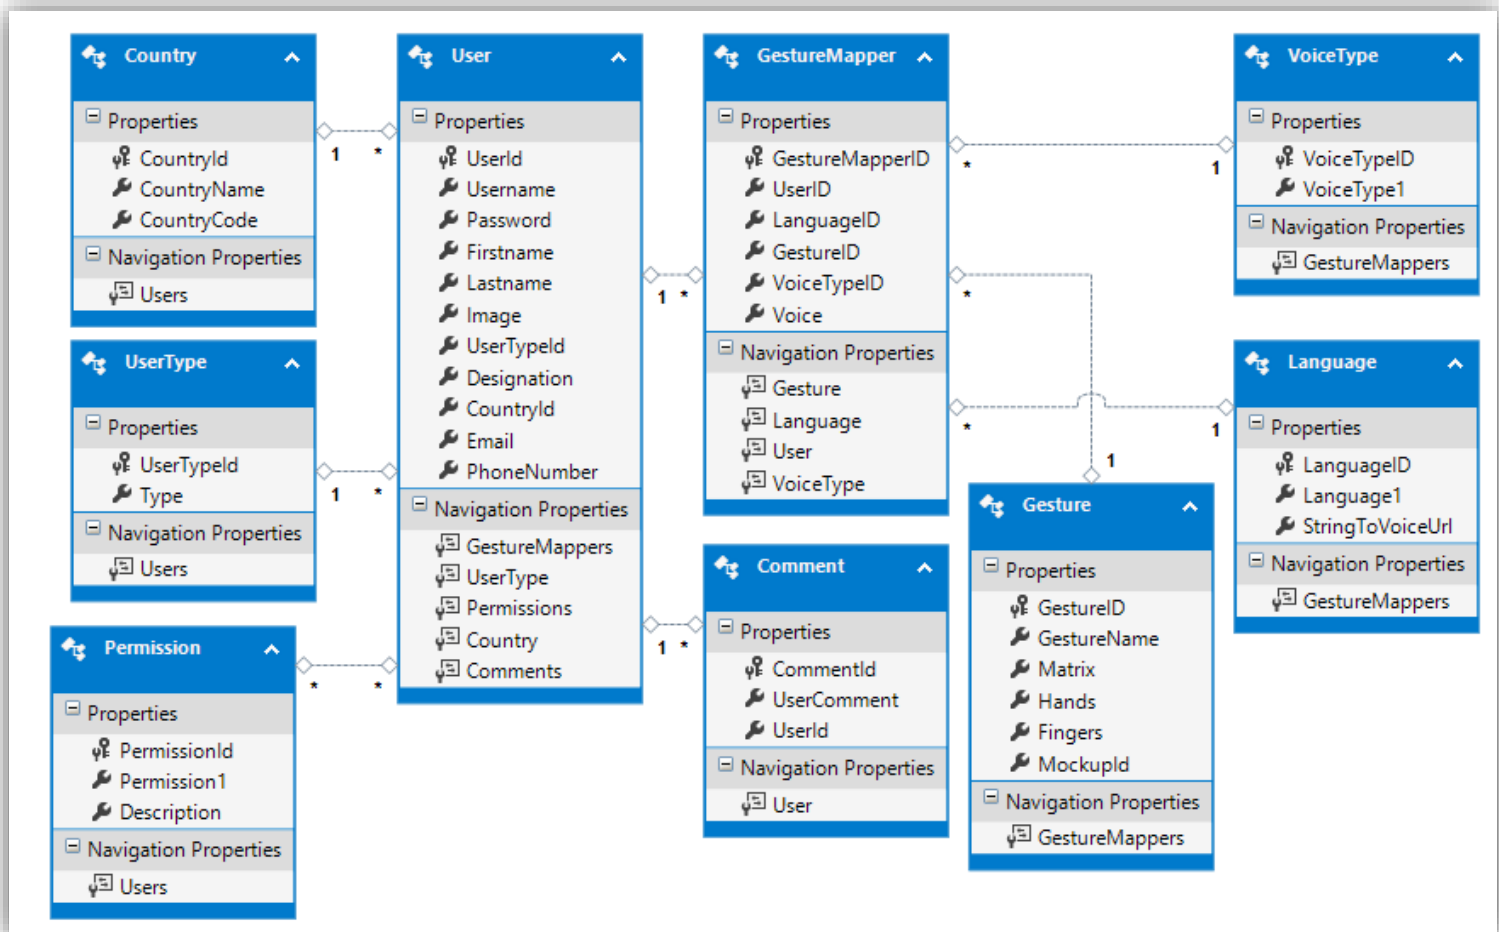 Country
Properties
CountryId
CountryName
CountryCode
Navigation Properties
Users
1
*
UserType
Properties
UserTypeId
Type
Navigation Properties
Users
1
*
Permission
Properties
PermissionId
Permission1
Description
Navigation Properties
Users
*
*
User
Properties
UserId
Username
Password
Firstname
Lastname
Image
UserTypeId
Designation
CountryId
Email
PhoneNumber
Navigation Properties
GestureMappers
UserType
Permissions
Country
Comments
1
*
1
*
GestureMapper
Properties
GestureMapperID
UserID
LanguageID
GestureID
VoiceTypeID
Voice
Navigation Properties
Gesture
Language
User
VoiceType
*
1
*
1
*
1
Comment
Properties
CommentId
UserComment
UserId
Navigation Properties
User
Gesture
Properties
GestureID
GestureName
Matrix
Hands
Fingers
MockupId
Navigation Properties
GestureMappers
VoiceType
Properties
VoiceTypeID
VoiceType1
Navigation Properties
GestureMappers
Language
Properties
LanguageID
Language1
StringToVoiceUrl
Navigation Properties
GestureMappers